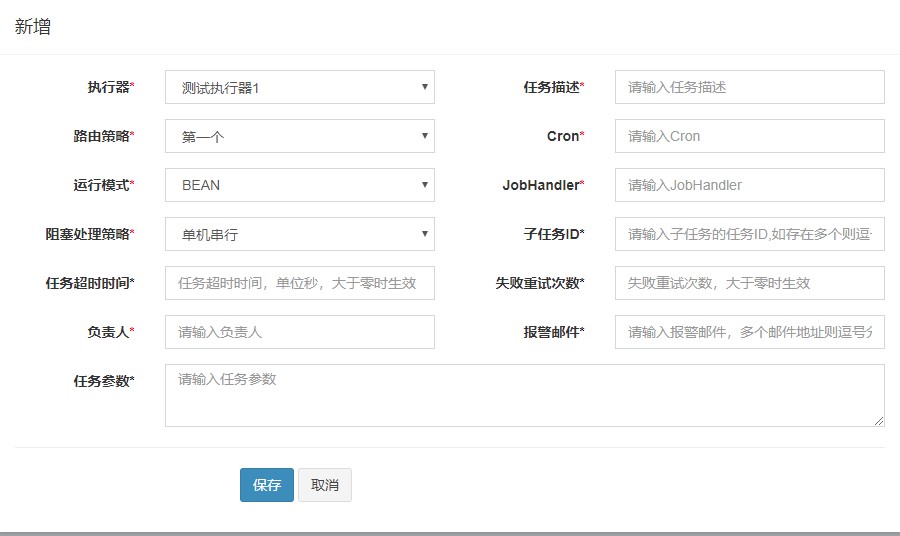 新增
执行器* 测试执行器1 任务描述* 请输入任务描述
路由策略* 第一个 Cron* 请输入Cron
运行模式* BEAN JobHandler* 请输入JobHandler
阻塞处理策略* 单机串行 子任务ID* 请输入子任务的任务ID,如存在多个则逗
任务超时时间* 任务超时时间，单位秒，大于零时生效 失败重试次数* 失败重试次数，大于零时生效
负责人* 请输入负责人 报警邮件* 请输入报警邮件，多个邮件地址则逗号分
任务参数* 请输入任务参数
保存 取消